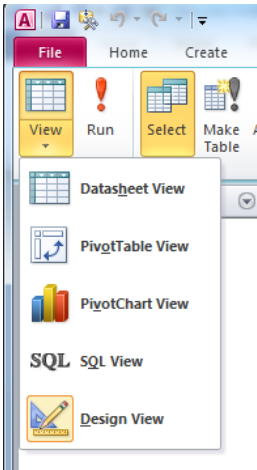 A
File Home Create
View Run Select Make Table
Datasheet View
PivotTable View
PivotChart View
SQL SQL View
Design View